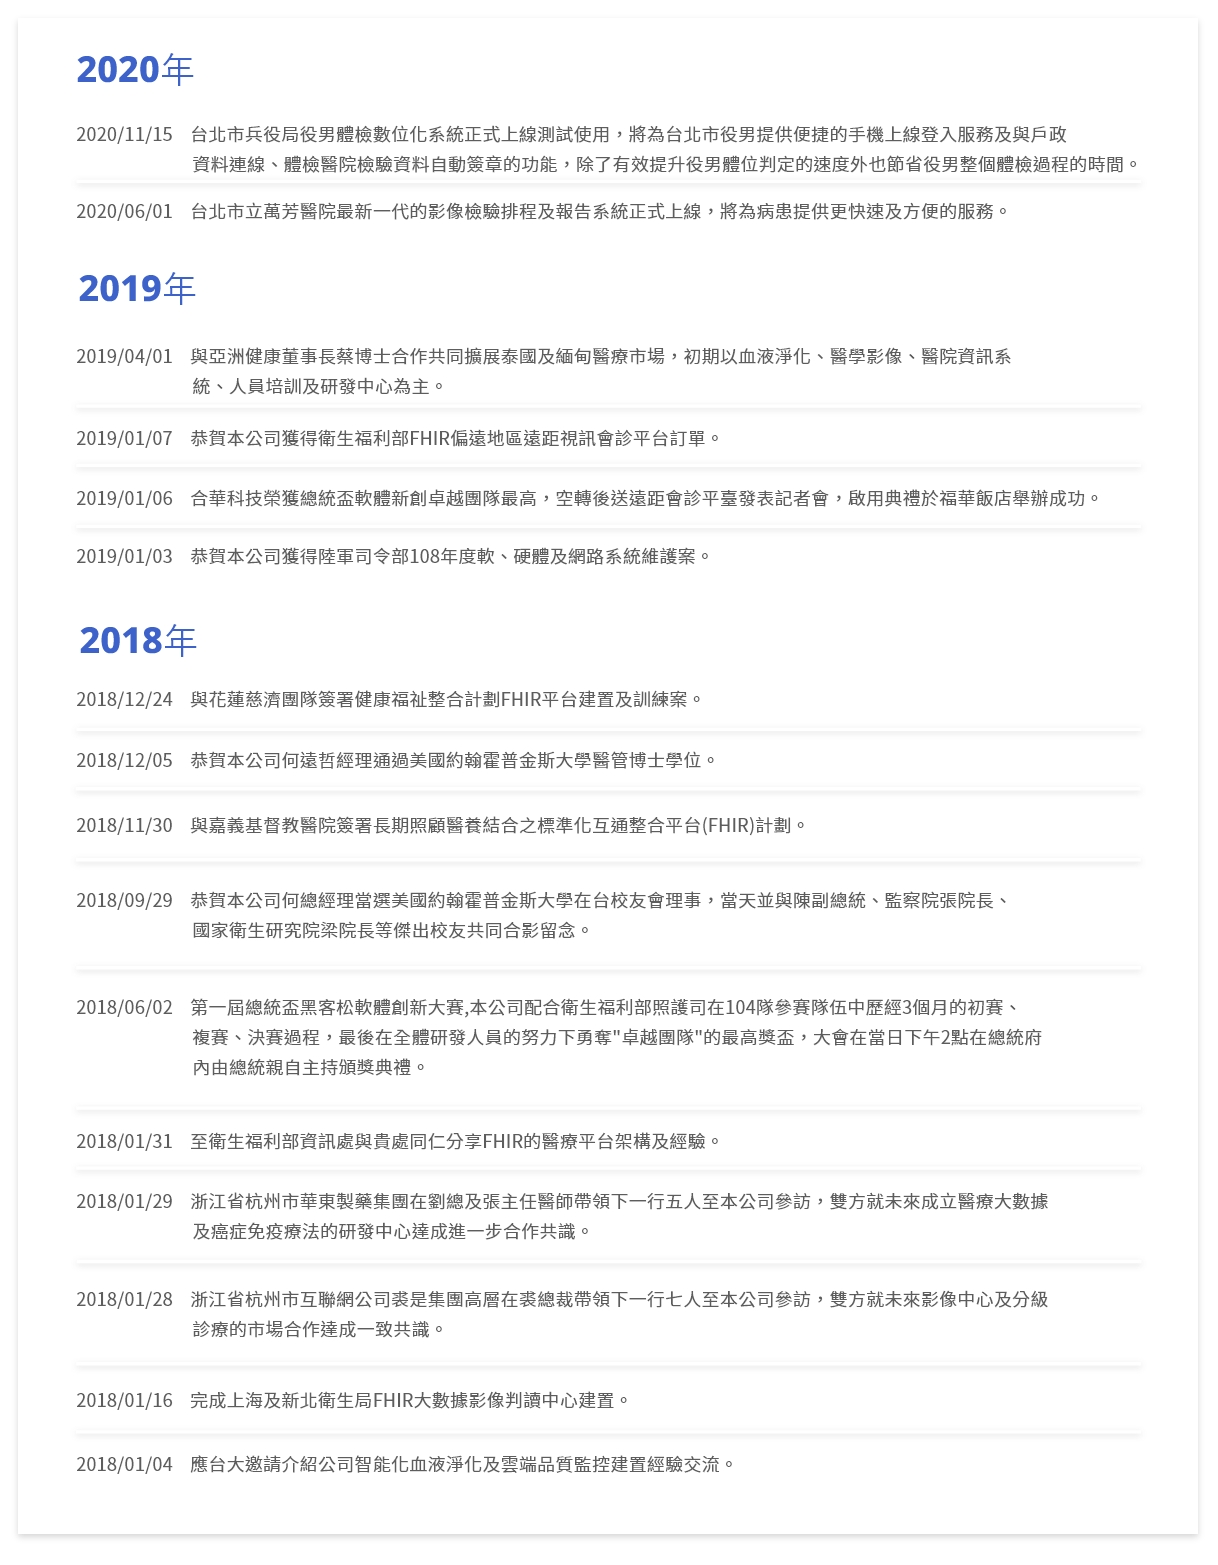 2020年
2020/11/15 台北市兵役局役男體檢數位化系統正式上線測試使用，將為台北市役男提供便捷的手機上線登入服務及與戶政
資料連線、體檢醫院檢驗資料自動簽章的功能，除了有效提升役男體位判定的速度外也節省役男整個體檢過程的時間。
2020/06/01 台北市立萬芳醫院最新一代的影像檢驗排程及報告系統正式上線，將為病患提供更快速及方便的服務。
2019年
2019/04/01 與亞洲健康董事長蔡博士合作共同擴展泰國及緬甸醫療市場，初期以血液淨化、醫學影像、醫院資訊系
統、人員培訓及研發中心為主。
2019/01/07 恭賀本公司獲得衛生福利部FHIR偏遠地區遠距視訊會診平台訂單。
2019/01/06 合華科技榮獲總統盃軟體新創卓越團隊最高，空轉後送遠距會診平臺發表記者會，啟用典禮於福華飯店舉辦成功。
2019/01/03 恭賀本公司獲得陸軍司令部108年度軟、硬體及網路系統維護案。
2018年
2018/12/24 與花蓮慈濟團隊簽署健康福祉整合計劃FHIR平台建置及訓練案。
2018/12/05 恭賀本公司何遠哲經理通過美國約翰霍普金斯大學醫管博士學位。
2018/11/30 與嘉義基督教醫院簽署長期照顧醫養結合之標準化互通整合平台(FHIR)計劃。
2018/09/29 恭賀本公司何總經理當選美國約翰霍普金斯大學在台校友會理事，當天並與陳副總統、監察院張院長、
國家衛生研究院梁院長等傑出校友共同合影留念。
2018/06/02 第一屆總統盃黑客松軟體創新大賽,本公司配合衛生福利部照護司在104隊參賽隊伍中歷經3個月的初賽、
複賽、決賽過程，最後在全體研發人員的努力下勇奪"卓越團隊"的最高獎盃，大會在當日下午2點在總統府
內由總統親自主持頒獎典禮。
2018/01/31 至衛生福利部資訊處與貴處同仁分享FHIR的醫療平台架構及經驗。
2018/01/29 浙江省杭州市華東製藥集團在劉總及張主任醫師帶領下一行五人至本公司參訪，雙方就未來成立醫療大數據
及癌症免疫療法的研發中心達成進一步合作共識。
2018/01/28 浙江省杭州市互聯網公司裘是集團高層在裘總裁帶領下一行七人至本公司參訪，雙方就未來影像中心及分級
診療的市場合作達成一致共識。
2018/01/16 完成上海及新北衛生局FHIR大數據影像判讀中心建置。
2018/01/04 應台大邀請介紹公司智能化血液淨化及雲端品質監控建置經驗交流。